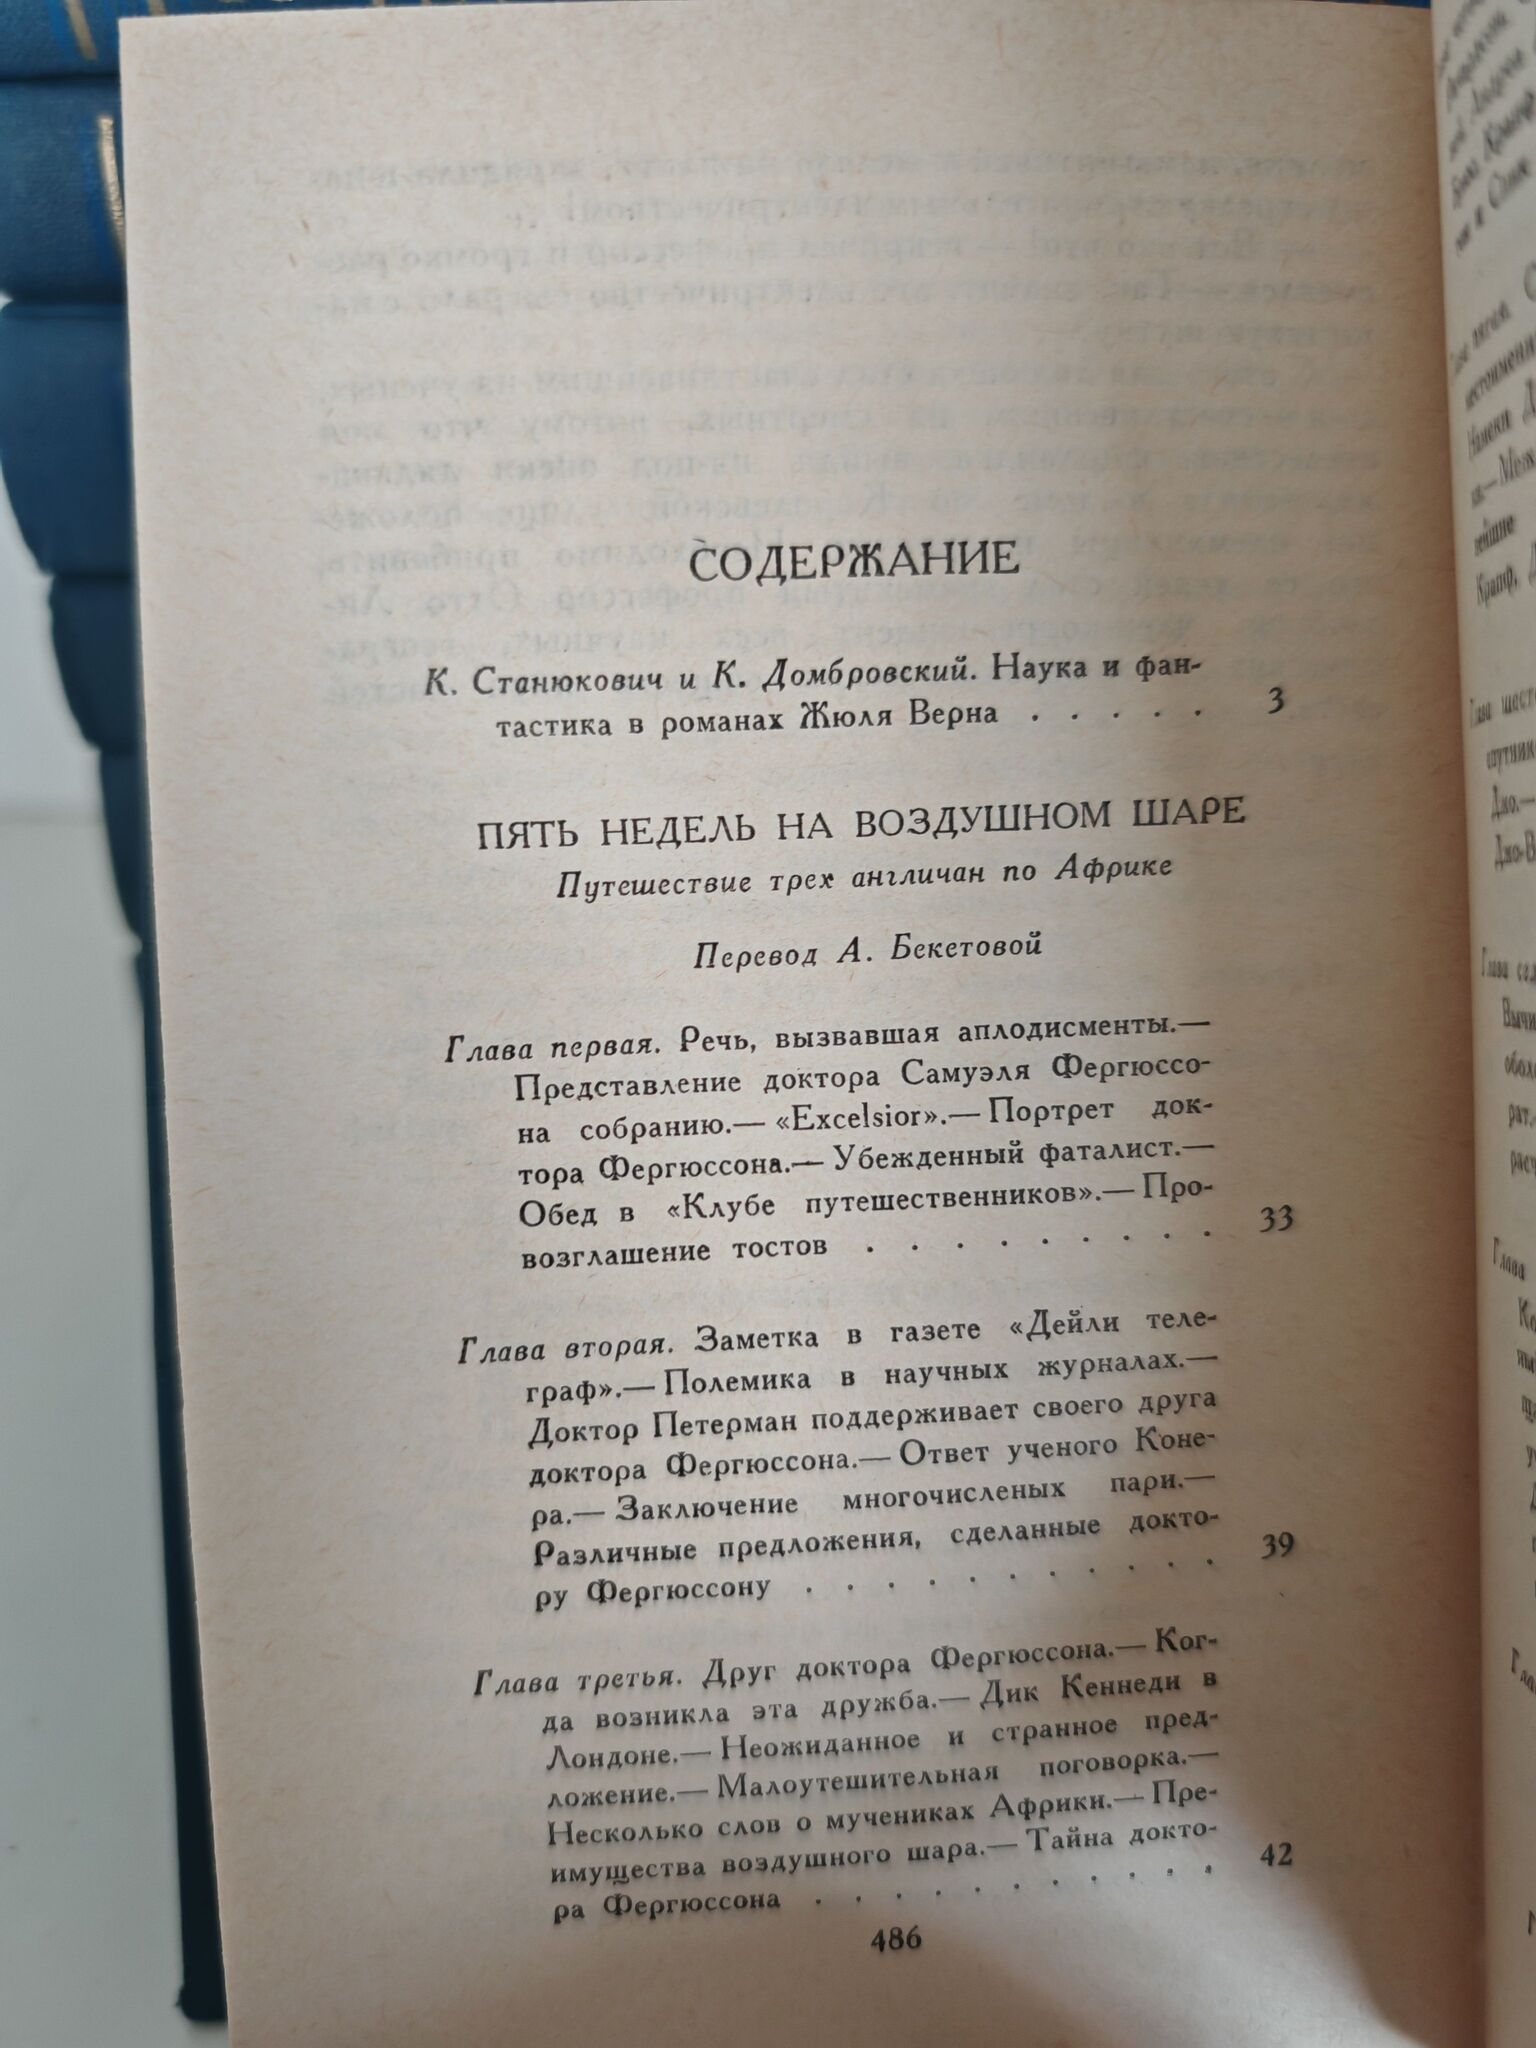 СОДЕРЖАНИЕ
К. Станюкович и К. Домбровский. Наука и фан-
тастика в романах Жюля Верна . . . . . 3
ПЯТЬ НЕДЕЛЬ НА ВОЗДУШНОМ ШАРЕ
Путешествие трех англичан по Африке
Перевод А. Бекетовой
Глава первая. Речь, вызвавшая аплодисменты.—
Представление доктора Самуэля Фергюссо-
на собранию.— «Excelsior».— Портрет док-
тора Фергюссона.— Убежденный фаталист.—
Обед в «Клубе путешественников».— Про-
возглашение тостов . . . . . . . . . 33
Глава вторая. Заметка в газете «Дейли теле-
граф».— Полемика в научных журналах.—
Доктор Петерман поддерживает своего друга
доктора Фергюссона.— Ответ ученого Коне-
ра.— Заключение многочисленых пари.—
Различные предложения, сделанные докто-
ру Фергюссону . . . . . . . . . . . 39
Глава третья. Друг доктора Фергюссона.— Ког-
да возникла эта дружба.— Дик Кеннеди в
Лондоне.— Неожиданное и странное пред-
ложение.— Малоутешительная поговорка.—
Несколько слов о мучениках Африки.— Пре-
имущества воздушного шара.— Тайна докто-
ра Фергюссона . . . . . . . . . . . 42
486